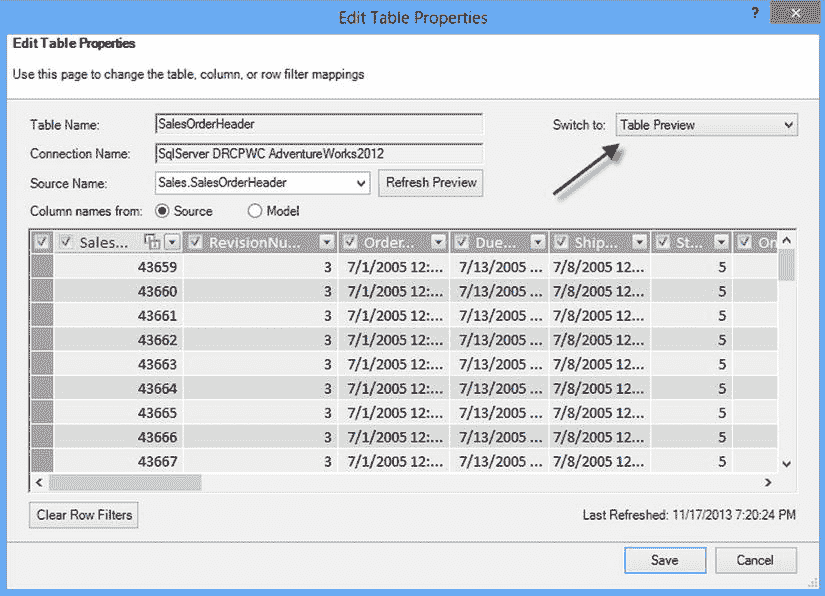 Edit Table Properties
?
Edit Table Properties
Use this page to change the table, column, or row filter mappings
Table Name: SalesOrderHeader Switch to: Table Preview
Connection Name: SqlServer DRCPWC AdventureWorks2012
Source Name: Sales.SalesOrderHeader Refresh Preview
Column names from: Source Model
Sales... RevisionNu... Order... Due... Ship... St... On
43659 3 7/1/2005 12:... 7/13/2005 ... 7/8/2005 12... 5
43660 3 7/1/2005 12:... 7/13/2005 ... 7/8/2005 12... 5
43661 3 7/1/2005 12:... 7/13/2005 ... 7/8/2005 12... 5
43662 3 7/1/2005 12:... 7/13/2005 ... 7/8/2005 12... 5
43663 3 7/1/2005 12:... 7/13/2005 ... 7/8/2005 12... 5
43664 3 7/1/2005 12:... 7/13/2005 ... 7/8/2005 12... 5
43665 3 7/1/2005 12:... 7/13/2005 ... 7/8/2005 12... 5
43666 3 7/1/2005 12:... 7/13/2005 ... 7/8/2005 12... 5
43667 3 7/1/2005 12:... 7/13/2005 ... 7/8/2005 12... 5
Clear Row Filters Last Refreshed: 11/17/2013 7:20:24 PM
Save Cancel